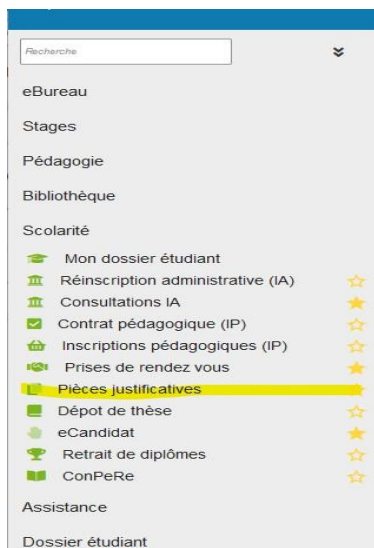 Recherche
eBureau
Stages
Pédagogie
Bibliothèque
Scolarité
Mon dossier étudiant
Réinscription administrative (IA)
Consultations IA
Contrat pédagogique (IP)
Inscriptions pédagogiques (IP)
Prises de rendez vous
Pièces justificatives
Dépot de thèse
eCandidat
Retrait de diplômes
ConPeRe
Assistance
Dossier étudiant